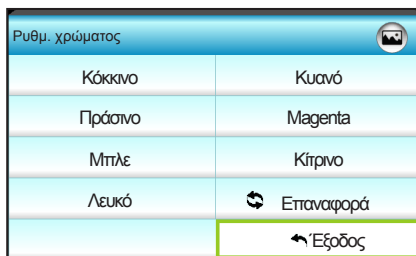 Ρυθμ. χρώματος
Κόκκινο Κυανό
Πράσινο Magenta
Μπλε Κίτρινο
Λευκό Επαναφορά
Έξοδος